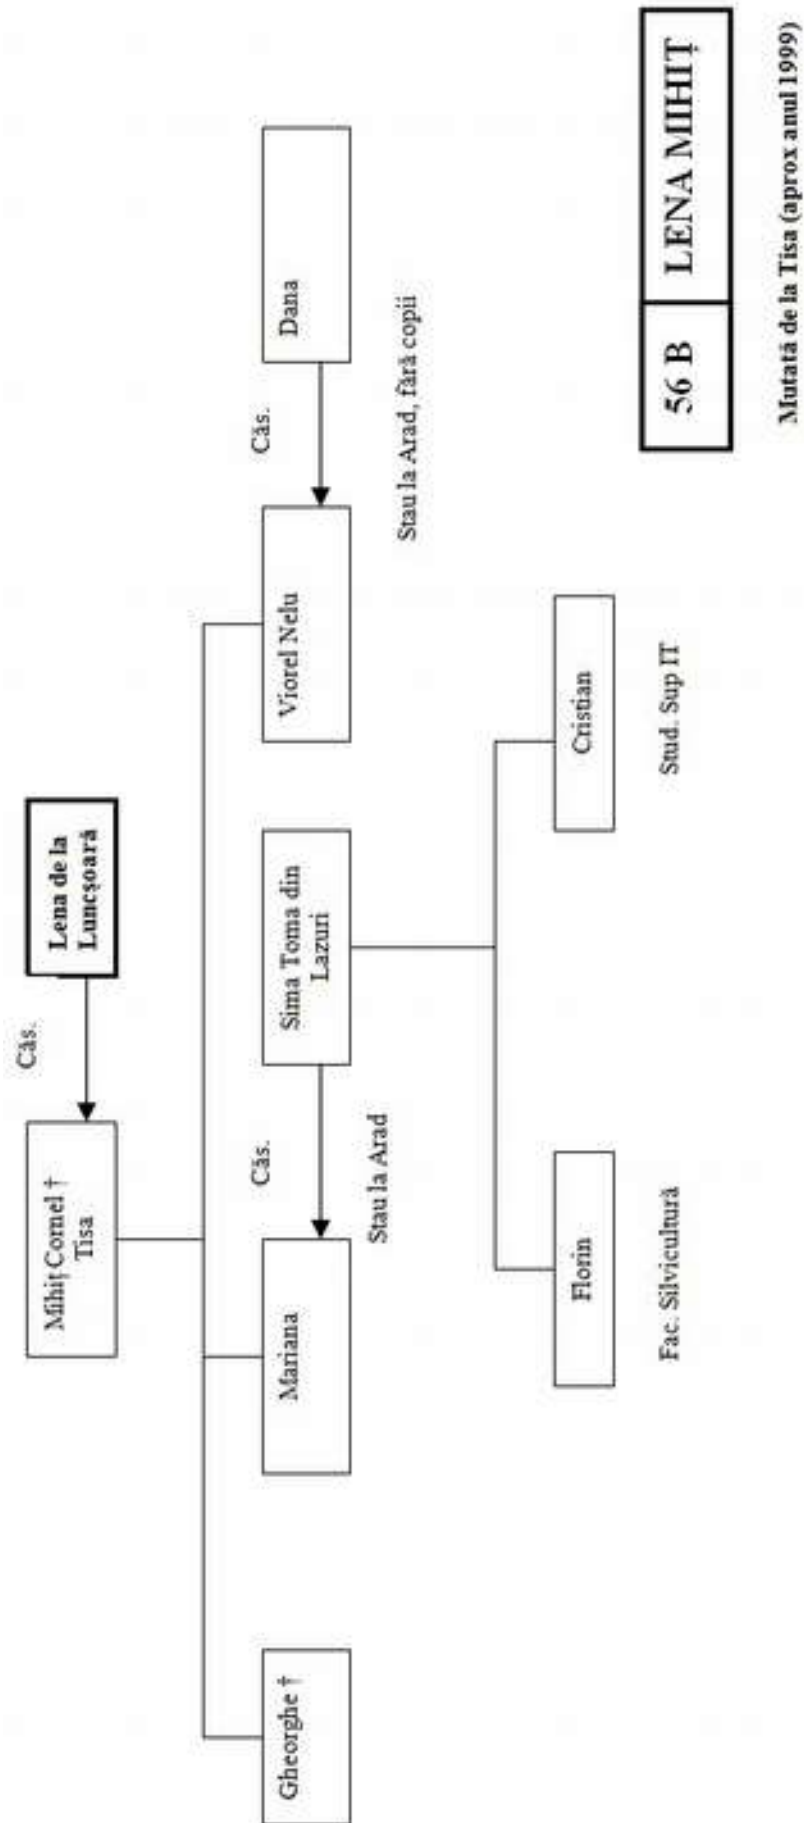 Căs.
Mihiț Cornel †
Tisa
Lena de la
Luncșoară
Căs.
Căs.
Gheorghe †
Mariana
Sima Toma din
Lazuri
Viorel Nelu
Dana
Stau la Arad
Stau la Arad, fără copii
Florin
Cristian
Fac. Silvicultură
Stud. Sup IT
56 B
LENA MIHIȚ
Mutată de la Tisa (aprox anul 1999)